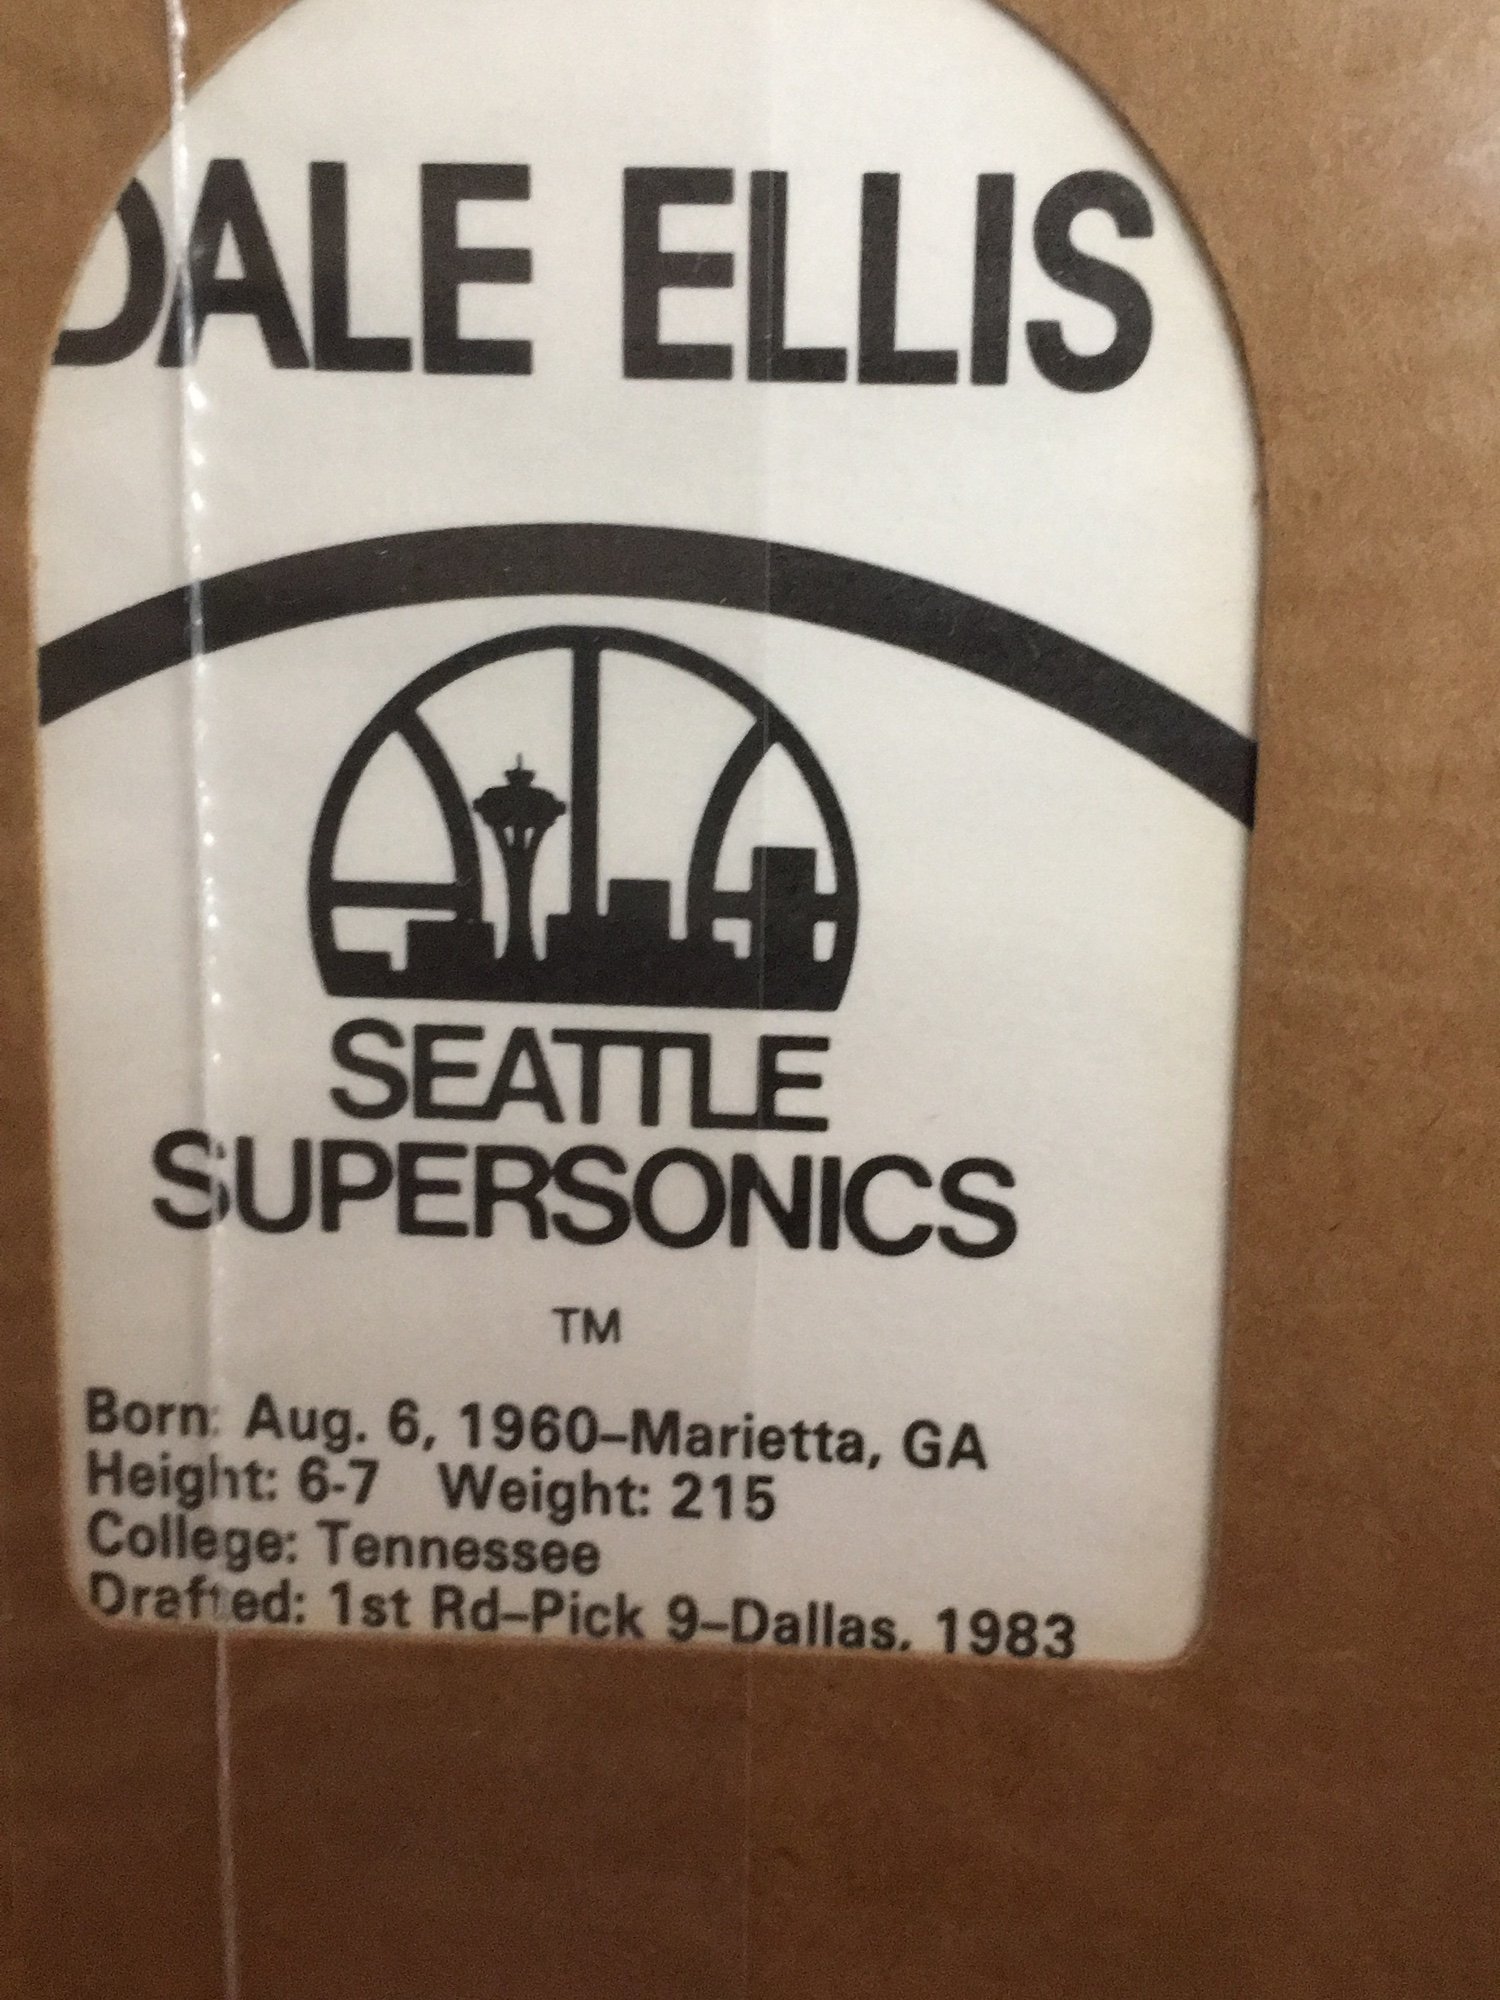 DALE ELLIS
SEATTLE
SUPERSONICS
TM
Born: Aug. 6, 1960–Marietta, GA
Height: 6-7 Weight: 215
College: Tennessee
Drafted: 1st Rd–Pick 9–Dallas, 1983